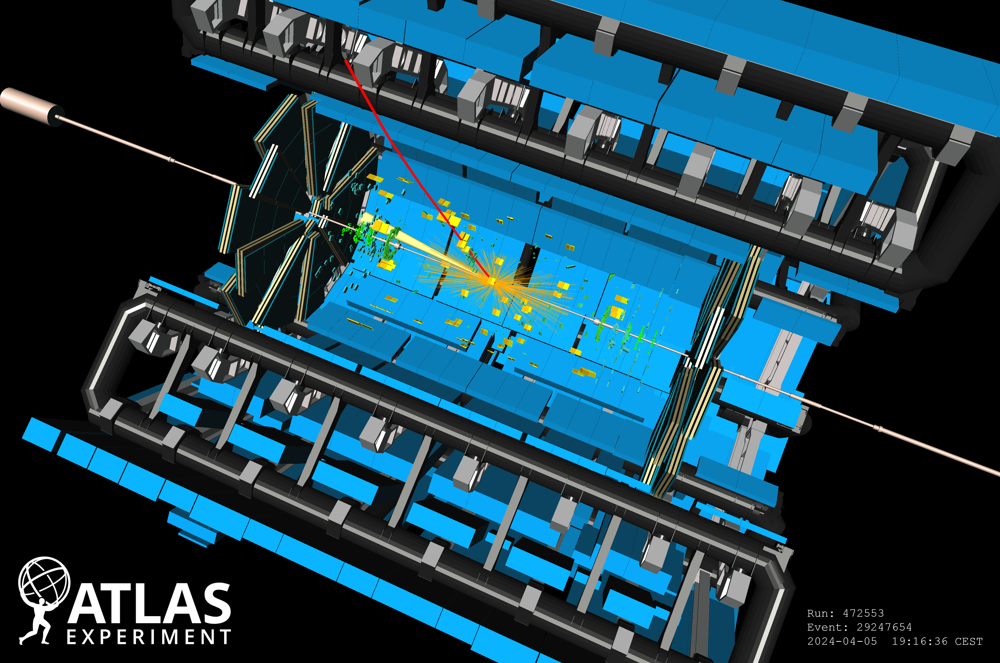 ATLAS
EXPERIMENT
Run: 472553
Event: 29247654
2024-04-05 19:16:36 CEST